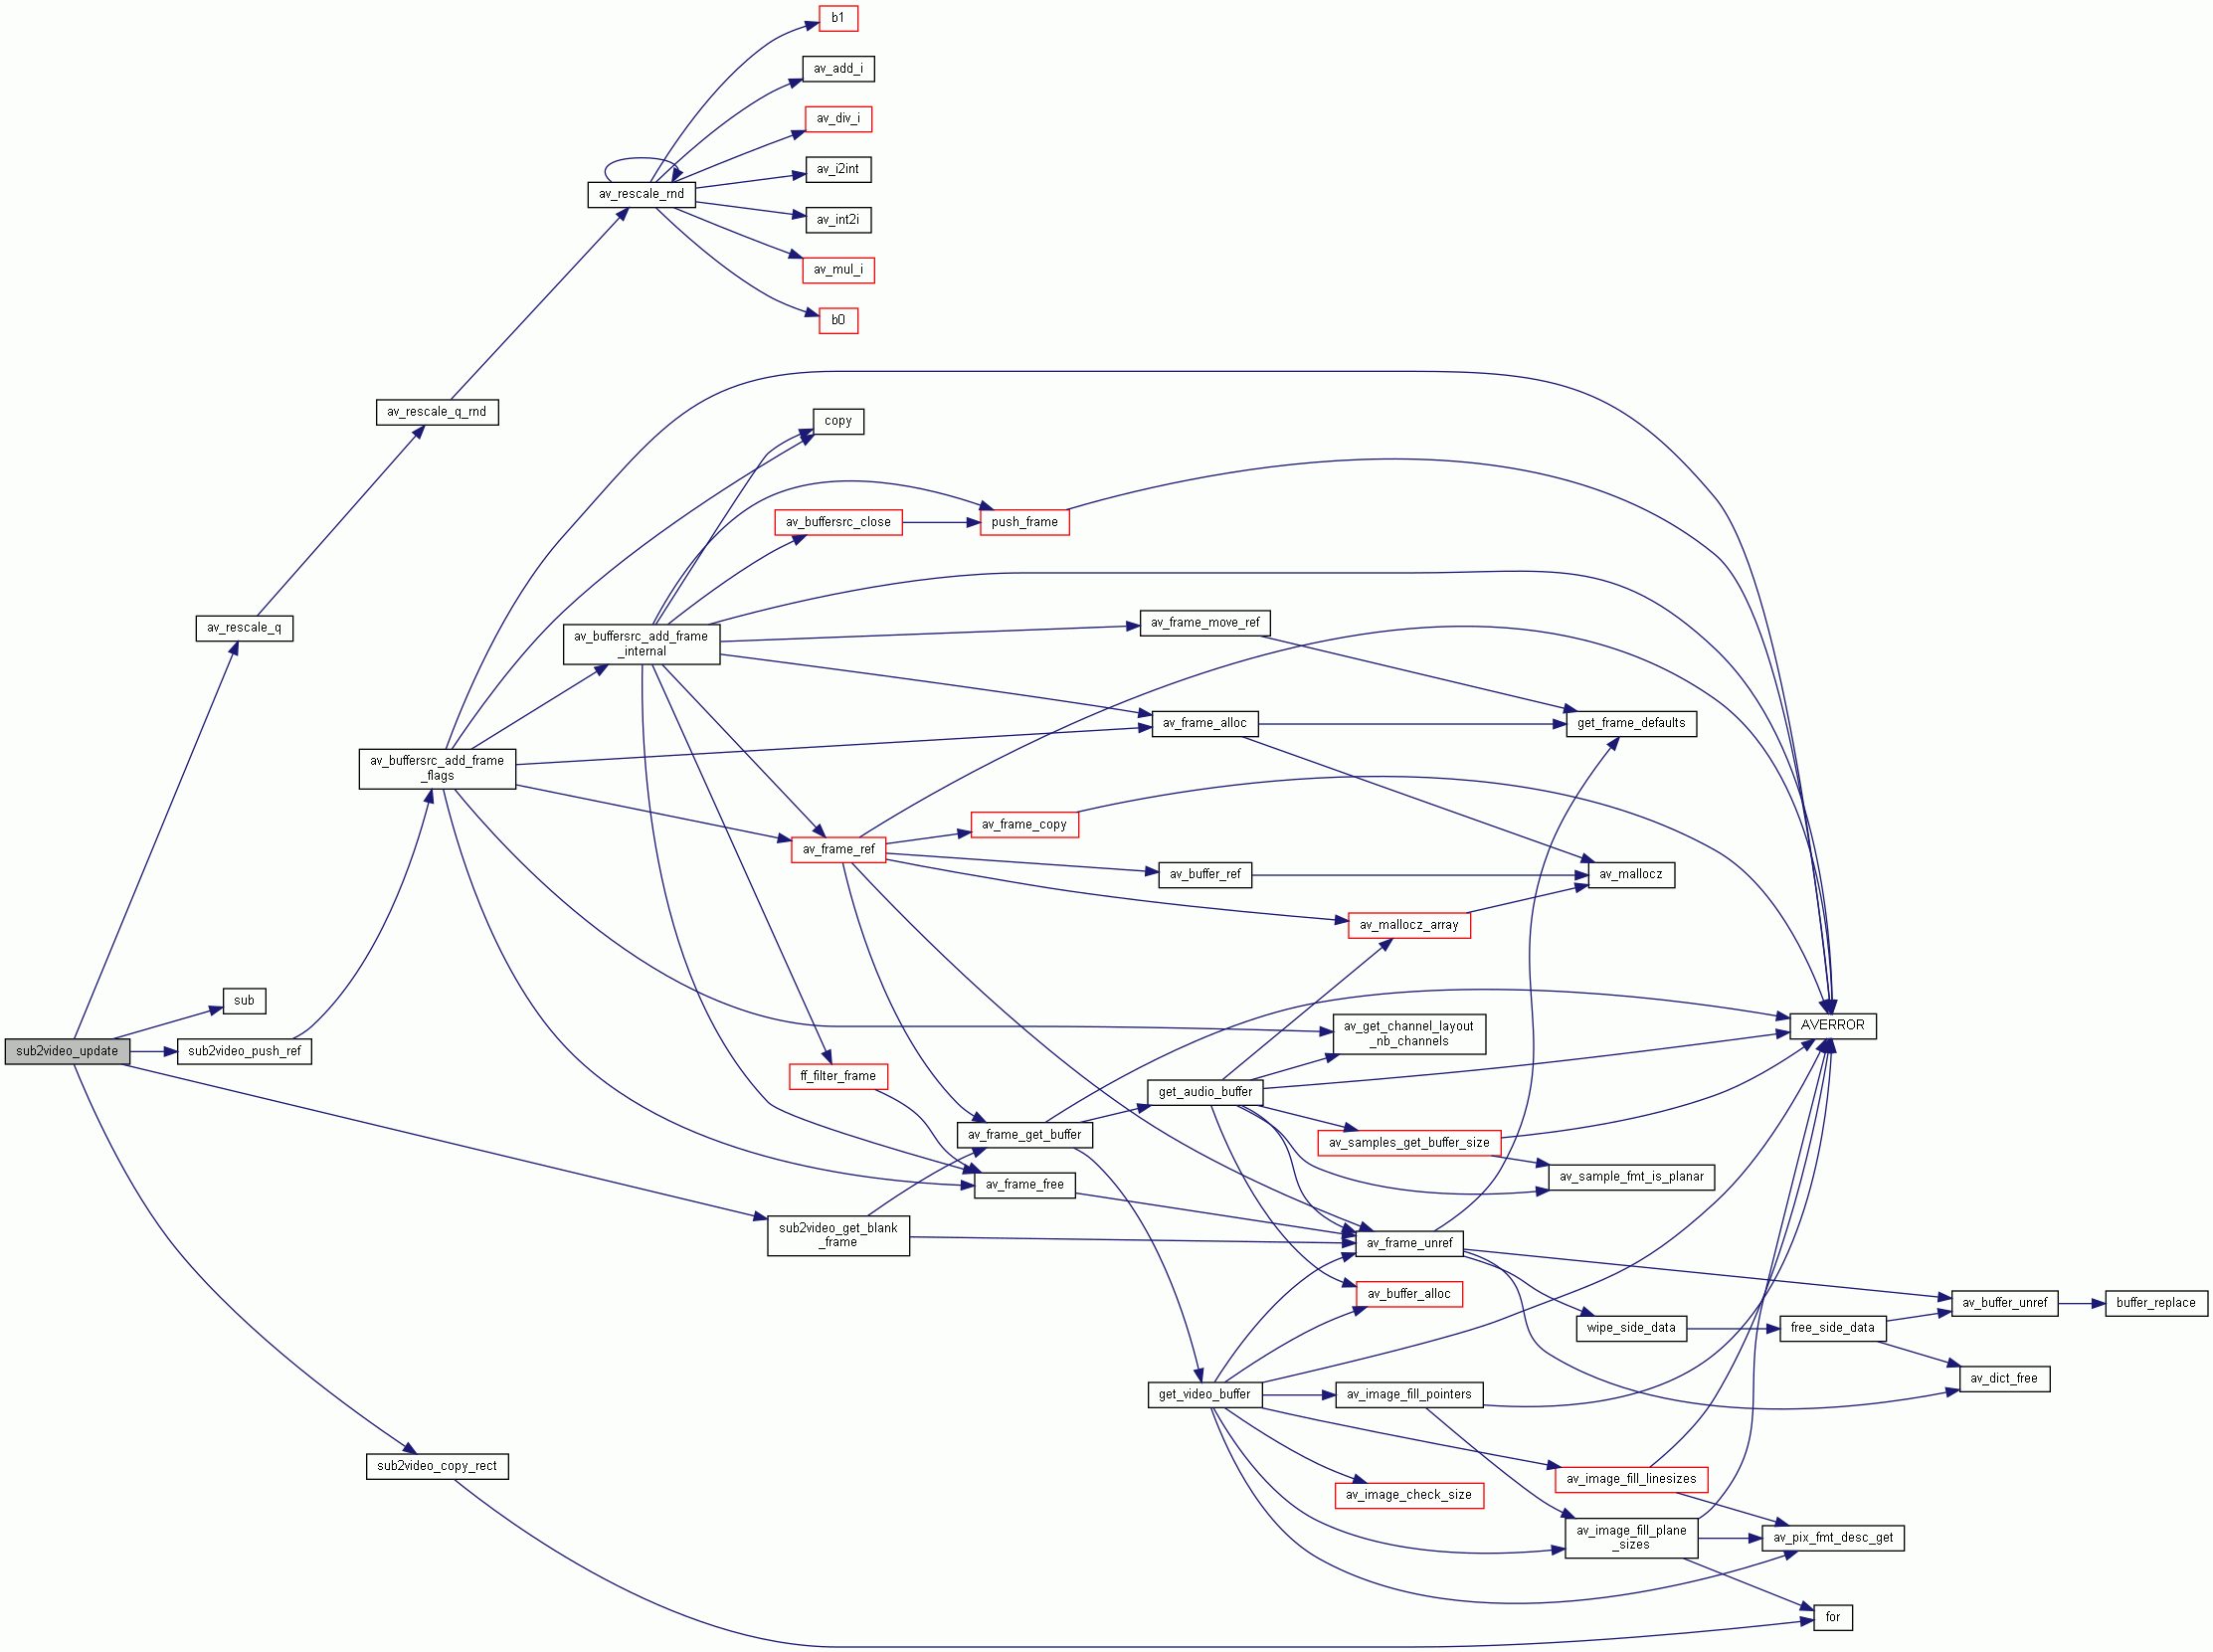 b1
av_add_i
av_div_i
av_i2int
av_rescale_rnd
av_int2i
av_mul_i
b0
av_rescale_q_rnd
copy
av_buffersrc_close
push_frame
av_rescale_q
av_buffersrc_add_frame
_internal
av_frame_move_ref
av_frame_alloc
get_frame_defaults
av_buffersrc_add_frame
_flags
av_frame_copy
av_frame_ref
av_buffer_ref
av_mallocz
av_mallocz_array
sub
av_get_channel_layout
_nb_channels
AVERROR
sub2video_update
sub2video_push_ref
ff_filter_frame
get_audio_buffer
av_frame_get_buffer
av_samples_get_buffer_size
av_sample_fmt_is_planar
av_frame_free
sub2video_get_blank
_frame
av_frame_unref
av_buffer_alloc
av_buffer_unref
buffer_replace
wipe_side_data
free_side_data
av_dict_free
get_video_buffer
av_image_fill_pointers
sub2video_copy_rect
av_image_fill_linesizes
av_image_check_size
av_image_fill_plane
_sizes
av_pix_fmt_desc_get
for